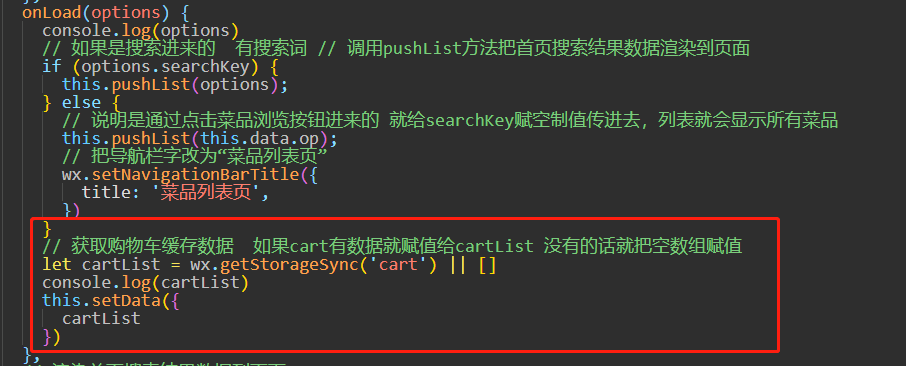 onLoad(options) {
console.log(options)
// 如果是搜索进来的  有搜索词 // 调用pushList方法把首页搜索结果数据渲染到页面
if (options.searchKey) {
this.pushList(options);
} else {
// 说明是通过点击菜品浏览按钮进来的 就给searchKey赋空制值传进去，列表就会显示所有菜品
this.pushList(this.data.op);
// 把导航栏字改为“菜品列表页”
wx.setNavigationBarTitle({
title: '菜品列表页',
})
}
// 获取购物车缓存数据  如果cart有数据就赋值给cartList 没有的话就把空数组赋值
let cartList = wx.getStorageSync('cart') || []
console.log(cartList)
this.setData({
cartList
})
},